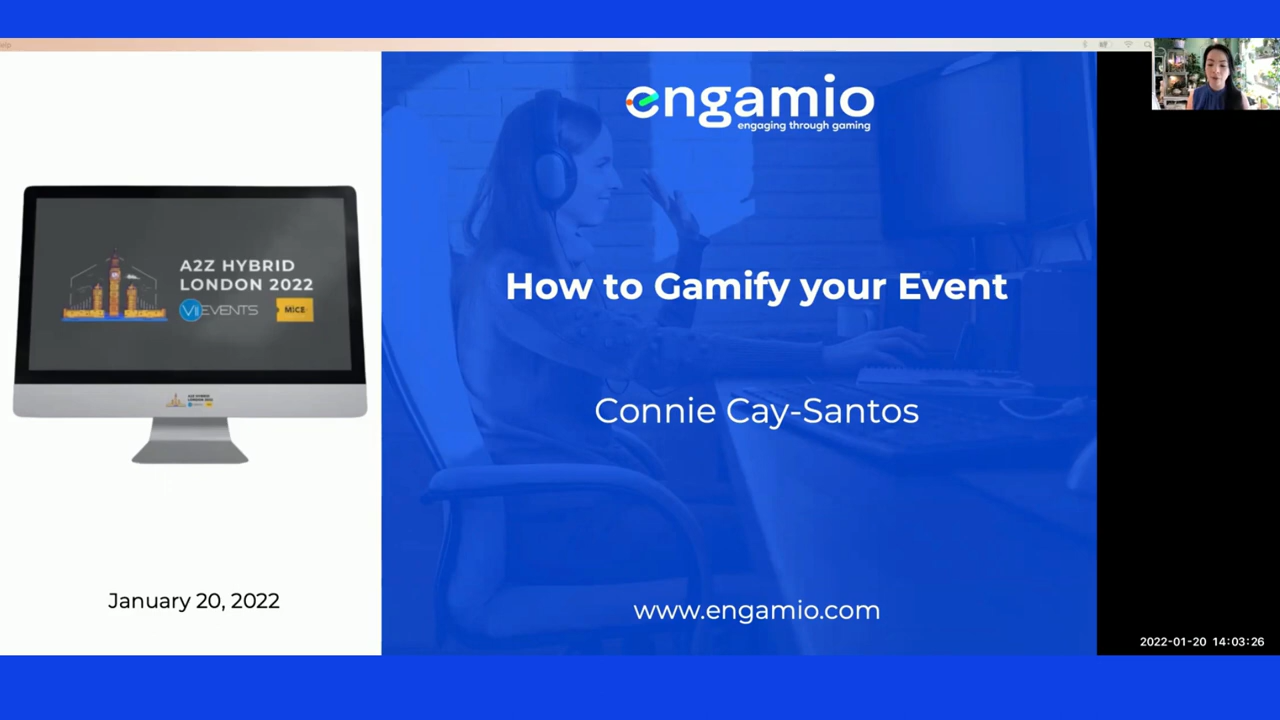 A2Z HYBRID
LONDON 2022
VII EVENTS
MICE
January 20, 2022
engamio
engaging through gaming
How to Gamify your Event
Connie Cay-Santos
www.engamio.com
2022-01-20 14:03:26